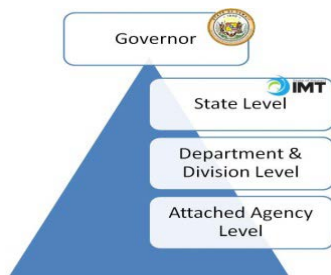 Governor
IMT
State Level
Department &
Division Level
Attached Agency
Level